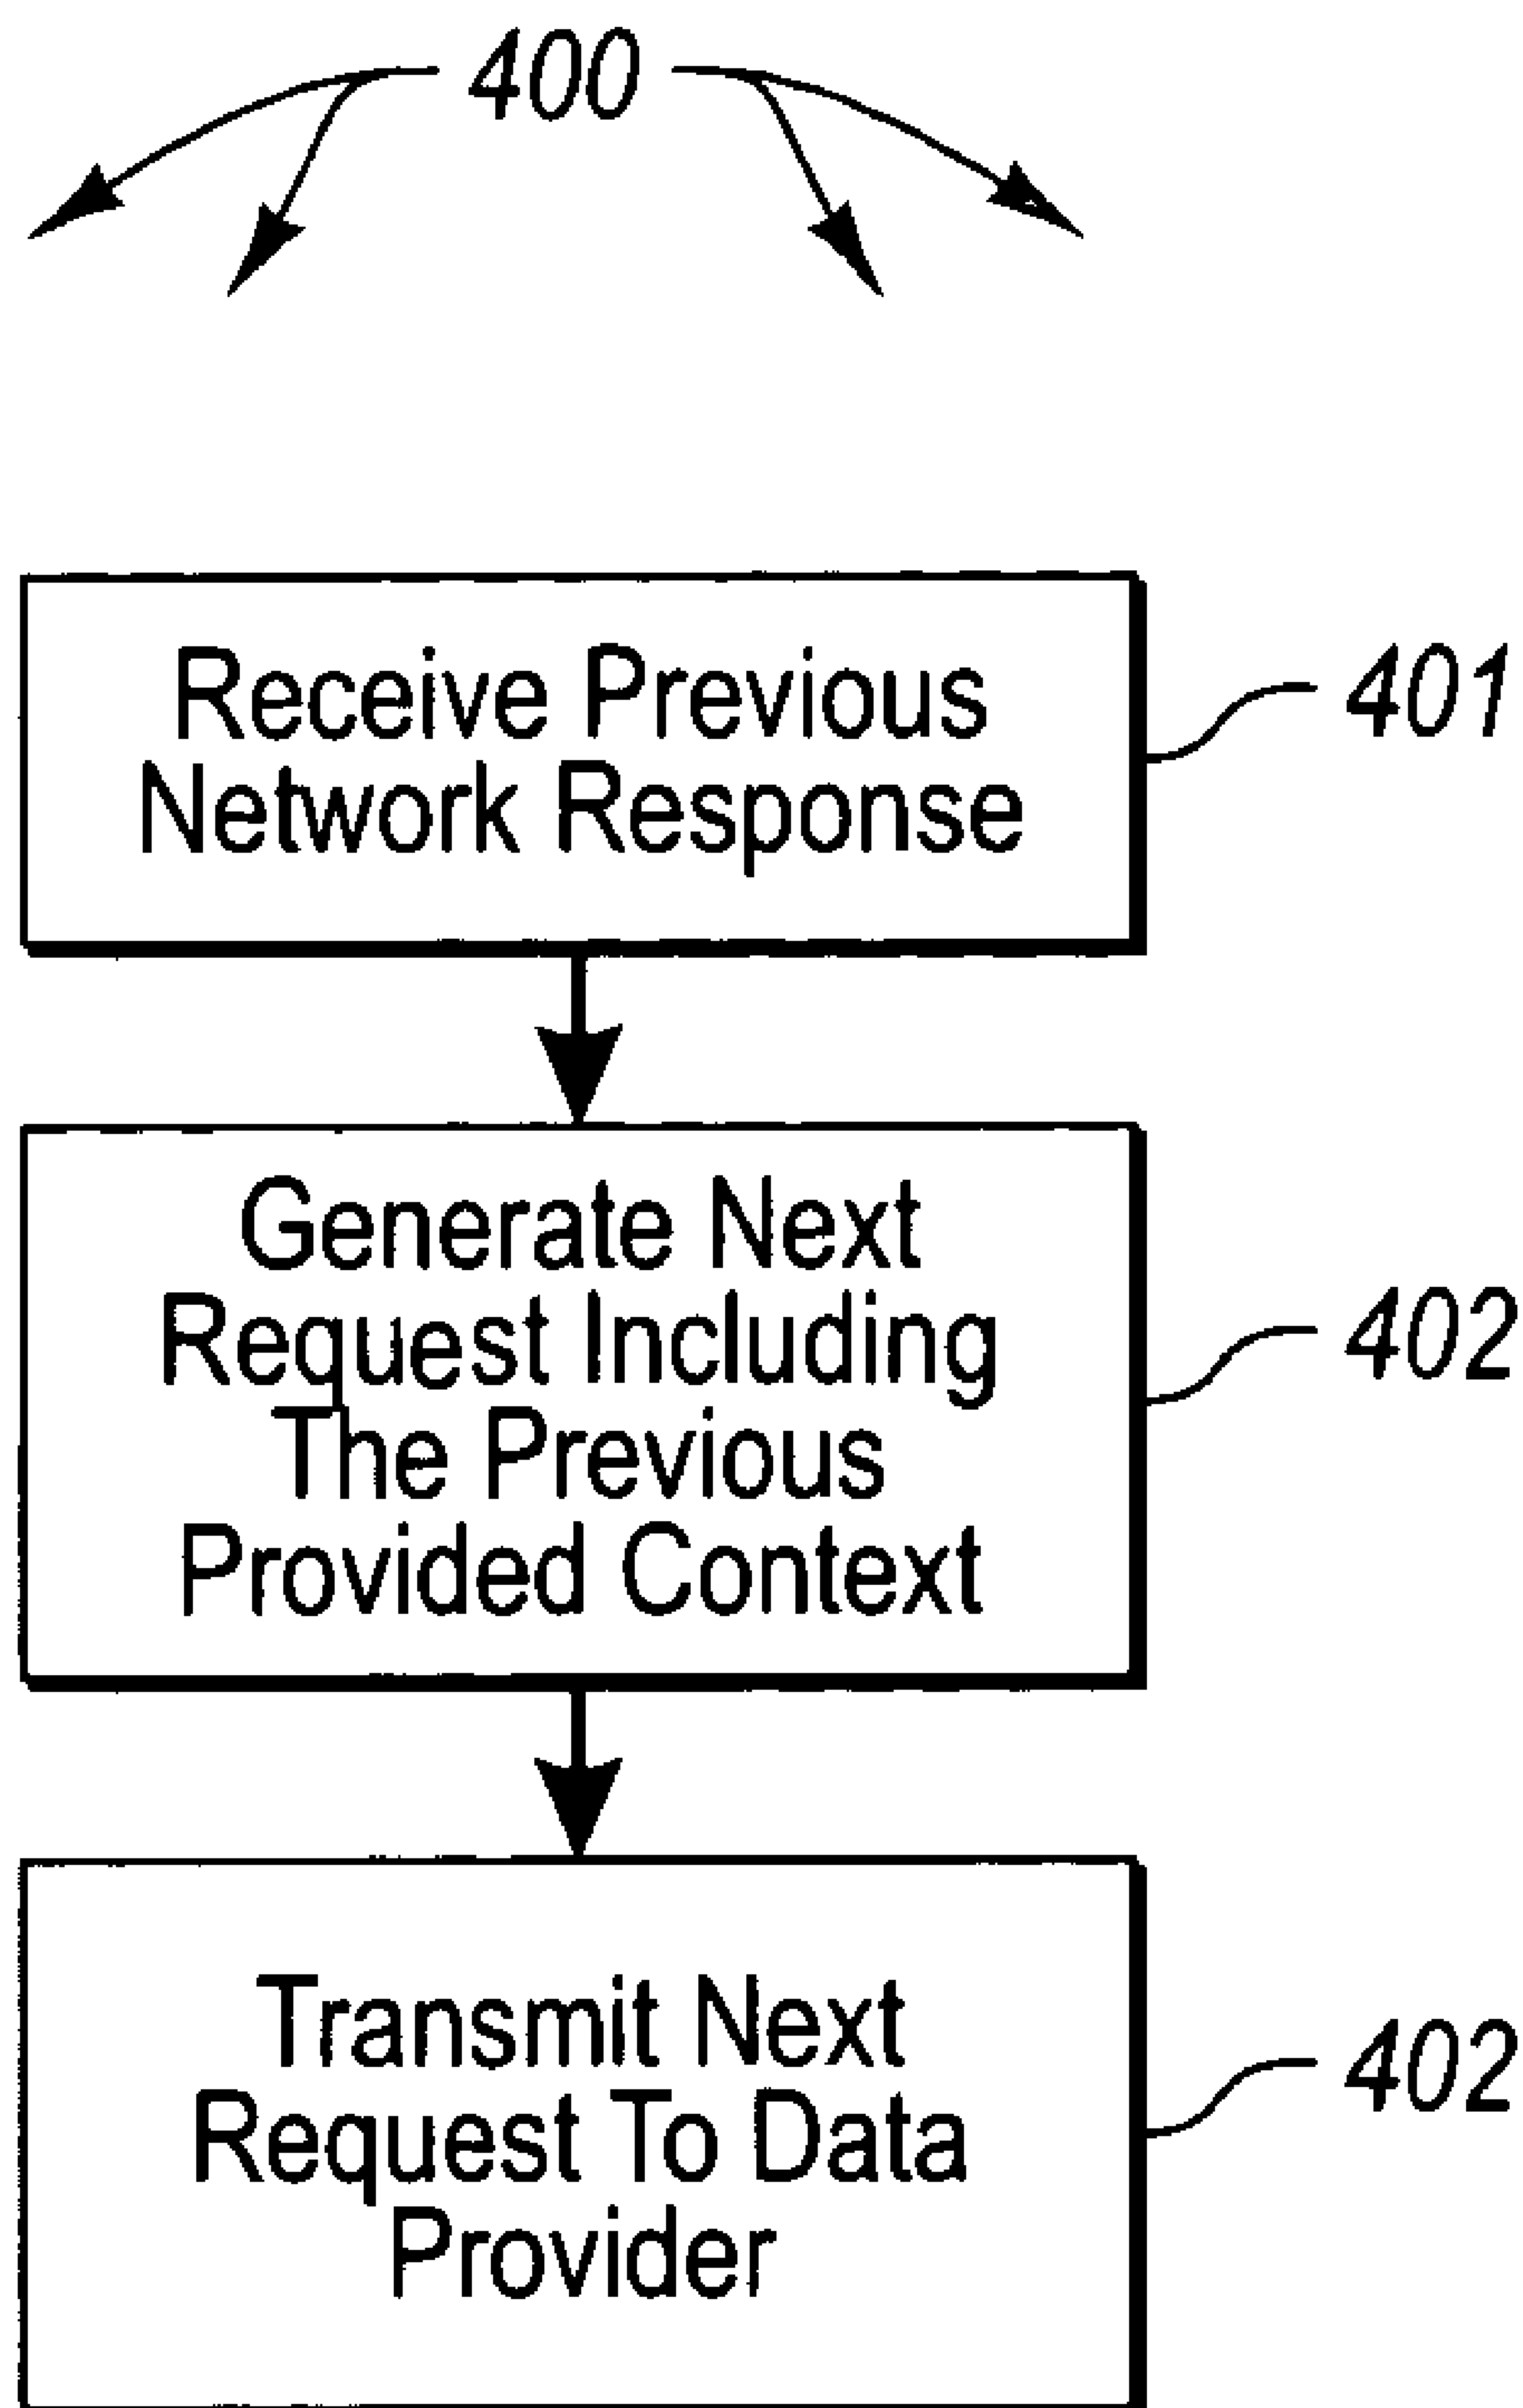 400
Receive Previous
Network Response
401
Generate Next
Request Including
The Previous
Provided Context
402
Transmit Next
Request To Data
Provider
402